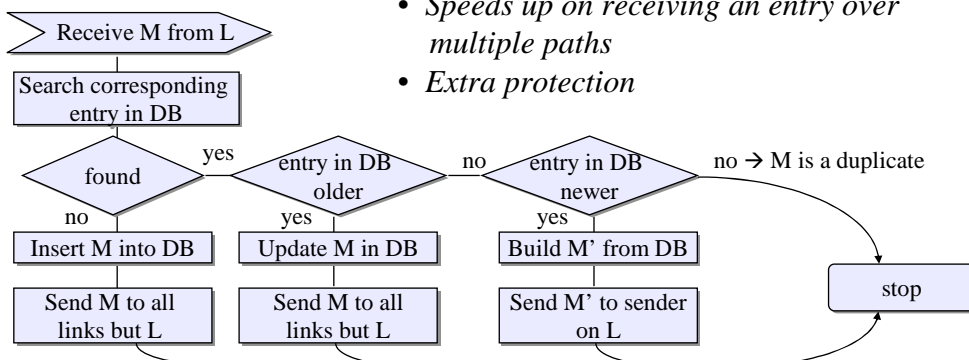 • Speeds up on receiving an entry over
multiple paths
• Extra protection
Receive M from L
Search corresponding
entry in DB
found
yes
no
entry in DB
older
no
yes
entry in DB
newer
no → M is a duplicate
yes
Insert M into DB
Update M in DB
Build M’ from DB
Send M to all
links but L
Send M to all
links but L
Send M’ to sender
on L
stop